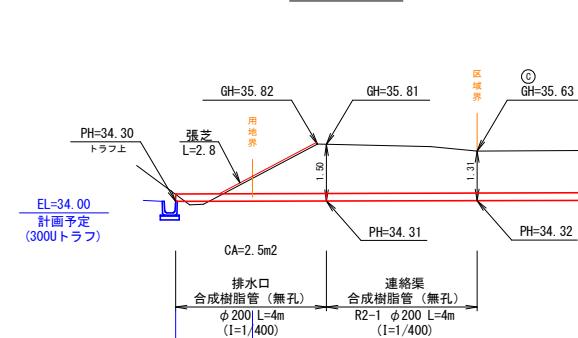 区域界
Ⓒ
GH=35.82
GH=35.81
GH=35.63
用地界
PH=34.30
トラフ上
張芝
L=2.8
1.50
1.31
EL=34.00
計画予定
(300Uトラフ)
PH=34.31
PH=34.32
CA=2.5m2
排水口
合成樹脂管(無孔)
φ200 L=4m
(I=1/400)
連絡渠
合成樹脂管(無孔)
R2-1 φ200 L=4m
(I=1/400)